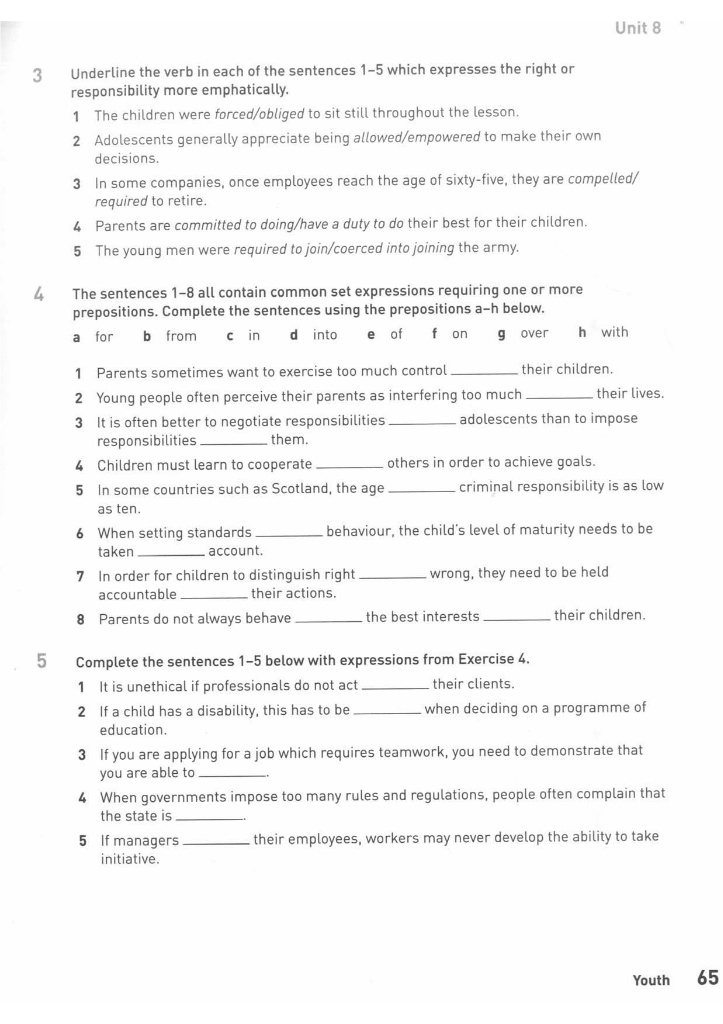 Unit 8
3 Underline the verb in each of the sentences 1–5 which expresses the right or
responsibility more emphatically.
1 The children were forced/obliged to sit still throughout the lesson.
2 Adolescents generally appreciate being allowed/empowered to make their own
decisions.
3 In some companies, once employees reach the age of sixty-five, they are compelled/
required to retire.
4 Parents are committed to doing/have a duty to do their best for their children.
5 The young men were required to join/coerced into joining the army.
4 The sentences 1–8 all contain common set expressions requiring one or more
prepositions. Complete the sentences using the prepositions a–h below.
a for b from c in d into e of f on g over h with
1 Parents sometimes want to exercise too much control ________ their children.
2 Young people often perceive their parents as interfering too much ________ their lives.
3 It is often better to negotiate responsibilities ________ adolescents than to impose
responsibilities ________ them.
4 Children must learn to cooperate ________ others in order to achieve goals.
5 In some countries such as Scotland, the age ________ criminal responsibility is as low
as ten.
6 When setting standards ________ behaviour, the child's level of maturity needs to be
taken ________ account.
7 In order for children to distinguish right ________ wrong, they need to be held
accountable ________ their actions.
8 Parents do not always behave ________ the best interests ________ their children.
5 Complete the sentences 1–5 below with expressions from Exercise 4.
1 It is unethical if professionals do not act ________ their clients.
2 If a child has a disability, this has to be ________ when deciding on a programme of
education.
3 If you are applying for a job which requires teamwork, you need to demonstrate that
you are able to ________.
4 When governments impose too many rules and regulations, people often complain that
the state is ________.
5 If managers ________ their employees, workers may never develop the ability to take
initiative.
Youth 65